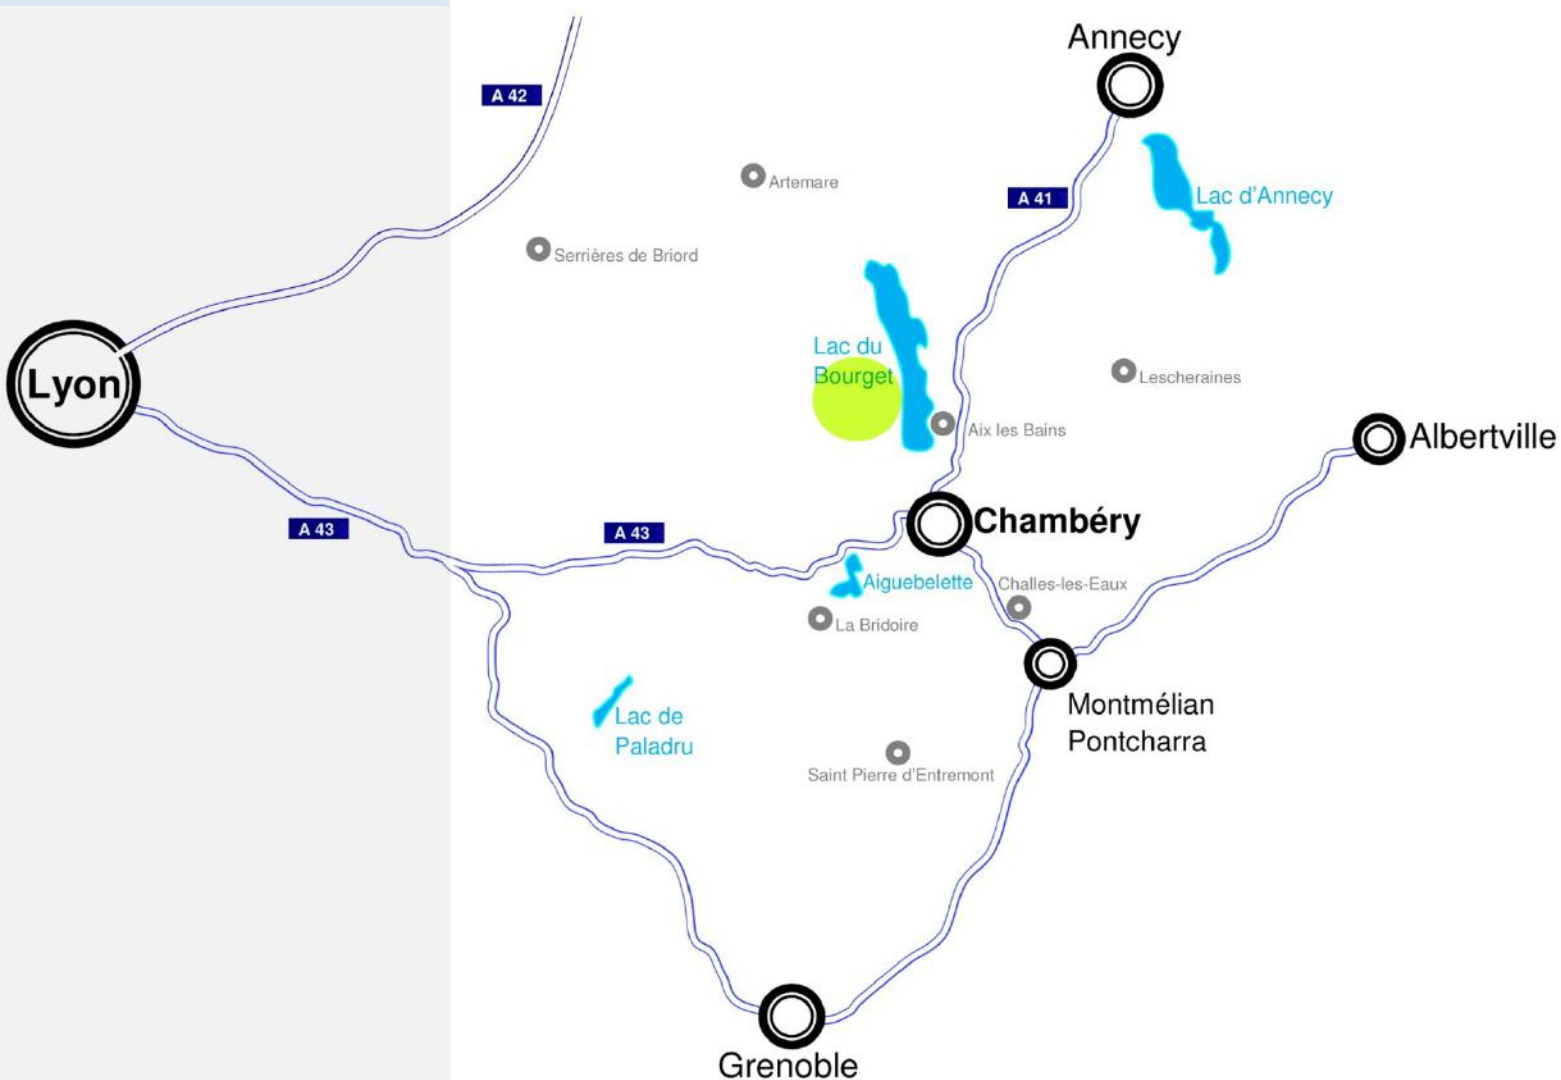 Annecy
A 42
Artemare
A 41
Lac d'Annecy
Serrières de Briord
Lac du
Bourget
Lyon
Lescheraines
Aix les Bains
Albertville
A 43
A 43
Chambéry
Aiguebelette
Challes-les-Eaux
La Bridoire
Lac de
Paladru
Montmélian
Pontcharra
Saint Pierre d'Entremont
Grenoble